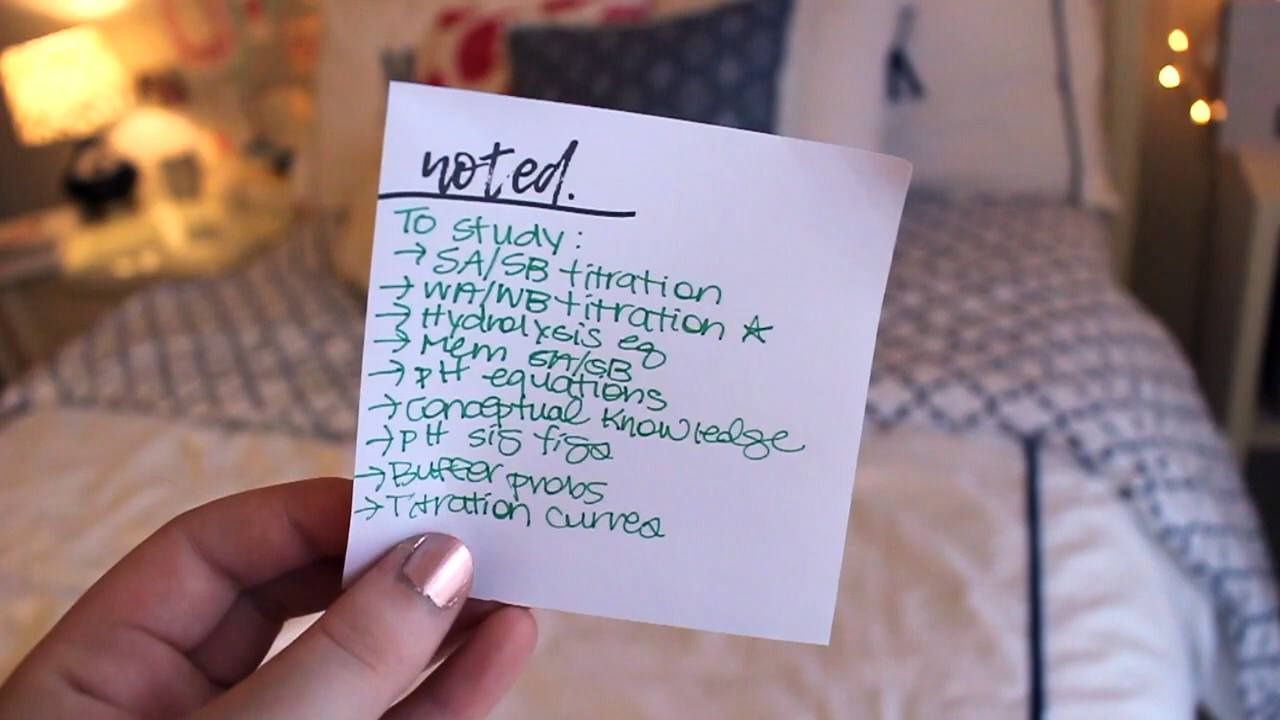 noted.
To study:
→ SA/SB titration
→ WA/WB titration ☆
→ Hydrolysis eq
→ Mem SA/SB
→ pH equations
→ Conceptual Knowledge
→ pH sig figs
→ Buffer probs
→ Titration curves